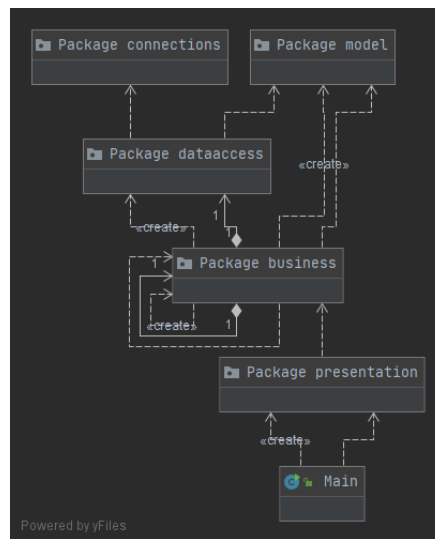 Package connections
Package model
Package dataaccess
«create»
1
«create»
1
Package business
1
«create»
1
Package presentation
«create»
Main
Powered by yFiles